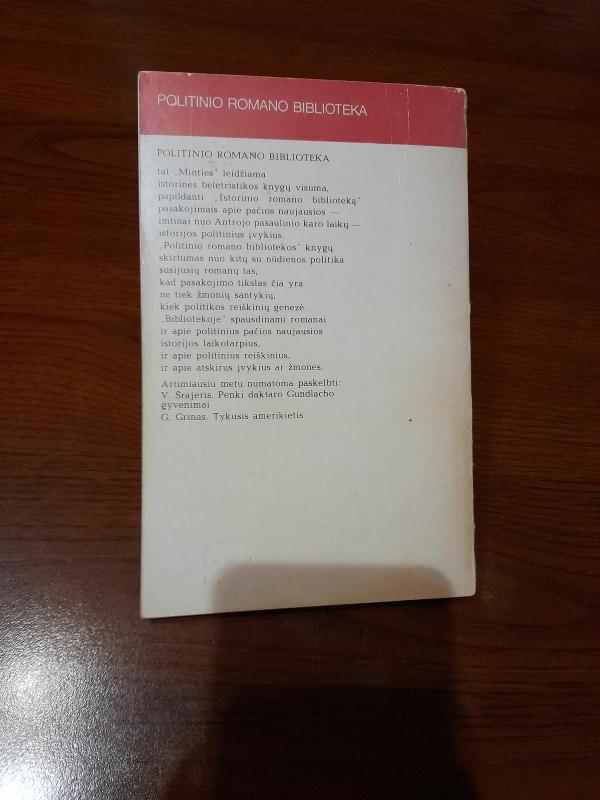 POLITINIO ROMANO BIBLIOTEKA
POLITINIO ROMANO BIBLIOTEKA
tai „Minties" leidžiama
istorinės beletristikos knygų visuma,
papildanti „Istorinio romano biblioteką"
pasakojimais apie pačios naujausios —
imtinai nuo Antrojo pasaulinio karo laikų —
istorijos politinius įvykius.
„Politinio romano bibliotekos" knygų
skirtumas nuo kitų su nūdienos politika
susijusių romanų tas,
kad pasakojimo tikslas čia yra
ne tiek žmonių santykių,
kiek politikos reiškinių genezė.
„Bibliotekoje" spausdinami romanai
ir apie politinius pačios naujausios
istorijos laikotarpius,
ir apie politinius reiškinius,
ir apie atskirus įvykius ar žmones.
Artimiausiu metu numatoma paskelbti:
V. Šrajeris. Penki daktaro Gundlacho
gyvenimai
G. Grinas. Tykusis amerikietis